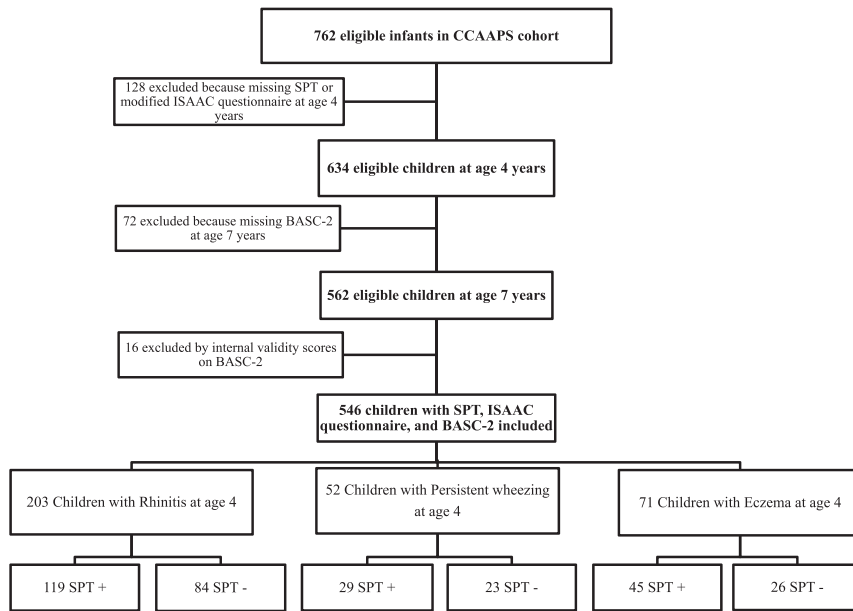 762 eligible infants in CCAAPS cohort
128 excluded because missing SPT or
modified ISAAC questionnaire at age 4
years
634 eligible children at age 4 years
72 excluded because missing BASC-2
at age 7 years
562 eligible children at age 7 years
16 excluded by internal validity scores
on BASC-2
546 children with SPT, ISAAC
questionnaire, and BASC-2 included
203 Children with Rhinitis at age 4
52 Children with Persistent wheezing
at age 4
71 Children with Eczema at age 4
119 SPT +
84 SPT -
29 SPT +
23 SPT -
45 SPT +
26 SPT -